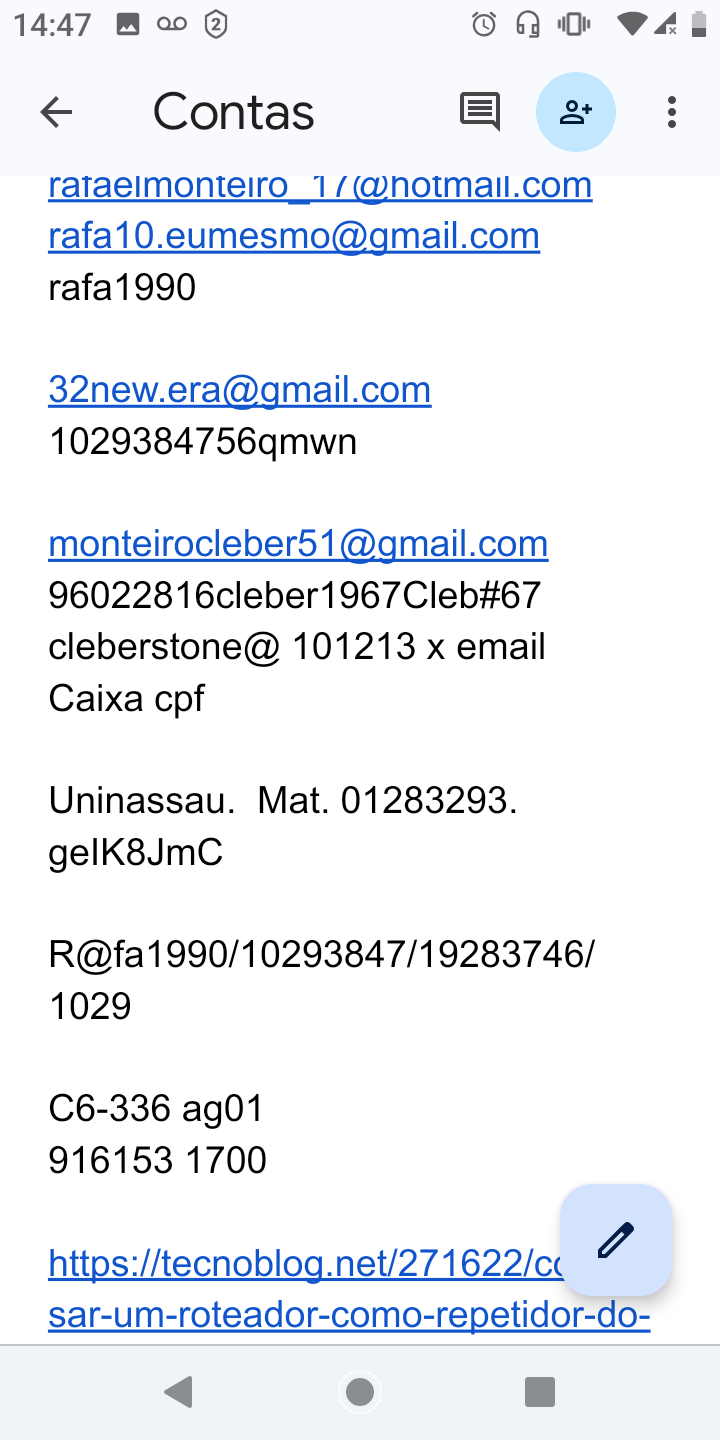 14:47
Contas
rafaelmonteiro_17@hotmail.com
rafa10.eumesmo@gmail.com
rafa1990
32new.era@gmail.com
1029384756qmwn
monteirocleber51@gmail.com
96022816cleber1967Cleb#67
cleberstone@ 101213 x email
Caixa cpf
Uninassau.  Mat. 01283293.
geIK8JmC
R@fa1990/10293847/19283746/
1029
C6-336 ag01
916153 1700
https://tecnoblog.net/271622/co
sar-um-roteador-como-repetidor-do-